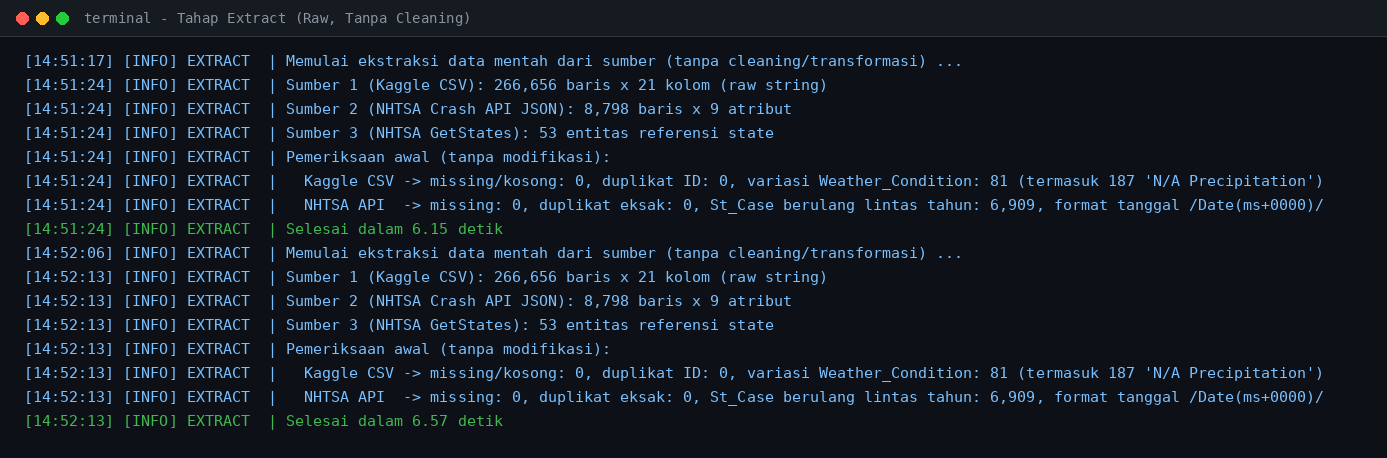 terminal - Tahap Extract (Raw, Tanpa Cleaning)
[14:51:17] [INFO] EXTRACT  | Memulai ekstraksi data mentah dari sumber (tanpa cleaning/transformasi) ...
[14:51:24] [INFO] EXTRACT  | Sumber 1 (Kaggle CSV): 266,656 baris x 21 kolom (raw string)
[14:51:24] [INFO] EXTRACT  | Sumber 2 (NHTSA Crash API JSON): 8,798 baris x 9 atribut
[14:51:24] [INFO] EXTRACT  | Sumber 3 (NHTSA GetStates): 53 entitas referensi state
[14:51:24] [INFO] EXTRACT  | Pemeriksaan awal (tanpa modifikasi):
[14:51:24] [INFO] EXTRACT  |   Kaggle CSV -> missing/kosong: 0, duplikat ID: 0, variasi Weather_Condition: 81 (termasuk 187 'N/A Precipitation')
[14:51:24] [INFO] EXTRACT  |   NHTSA API  -> missing: 0, duplikat eksak: 0, St_Case berulang lintas tahun: 6,909, format tanggal /Date(ms+0000)/
[14:51:24] [INFO] EXTRACT  | Selesai dalam 6.15 detik
[14:52:06] [INFO] EXTRACT  | Memulai ekstraksi data mentah dari sumber (tanpa cleaning/transformasi) ...
[14:52:13] [INFO] EXTRACT  | Sumber 1 (Kaggle CSV): 266,656 baris x 21 kolom (raw string)
[14:52:13] [INFO] EXTRACT  | Sumber 2 (NHTSA Crash API JSON): 8,798 baris x 9 atribut
[14:52:13] [INFO] EXTRACT  | Sumber 3 (NHTSA GetStates): 53 entitas referensi state
[14:52:13] [INFO] EXTRACT  | Pemeriksaan awal (tanpa modifikasi):
[14:52:13] [INFO] EXTRACT  |   Kaggle CSV -> missing/kosong: 0, duplikat ID: 0, variasi Weather_Condition: 81 (termasuk 187 'N/A Precipitation')
[14:52:13] [INFO] EXTRACT  |   NHTSA API  -> missing: 0, duplikat eksak: 0, St_Case berulang lintas tahun: 6,909, format tanggal /Date(ms+0000)/
[14:52:13] [INFO] EXTRACT  | Selesai dalam 6.57 detik